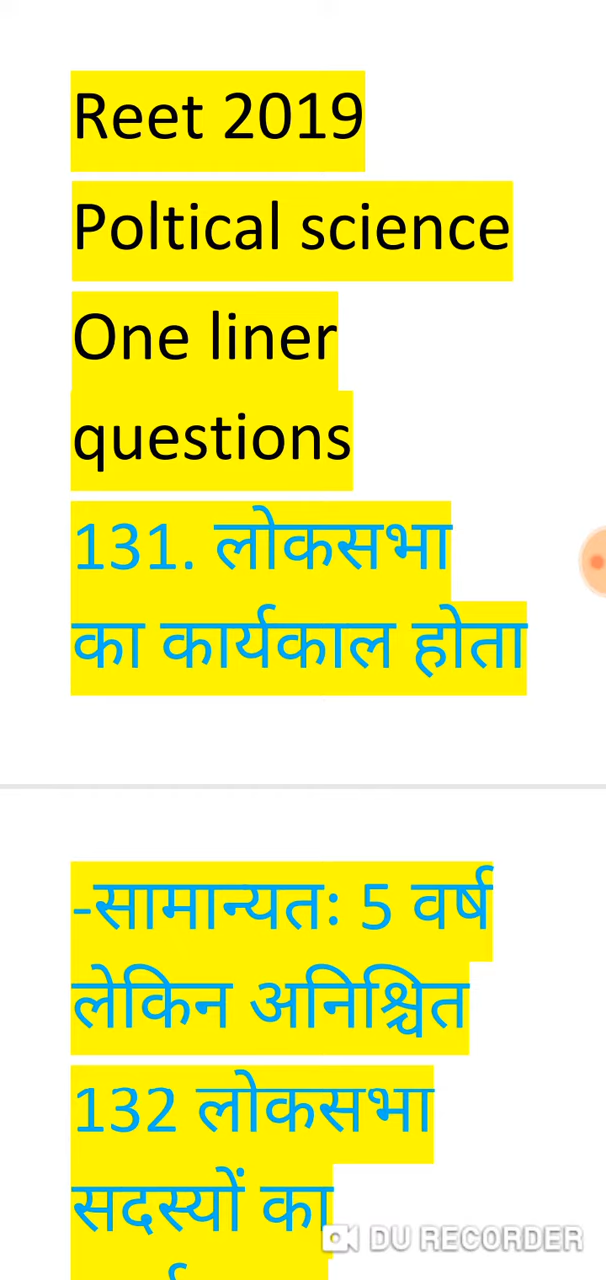 Reet 2019
Poltical science
One liner
questions
131. लोकसभा
का कार्यकाल होता
-सामान्यतः 5 वर्ष
लेकिन अनिश्चित
132 लोकसभा
सदस्यों का
DU RECORDER